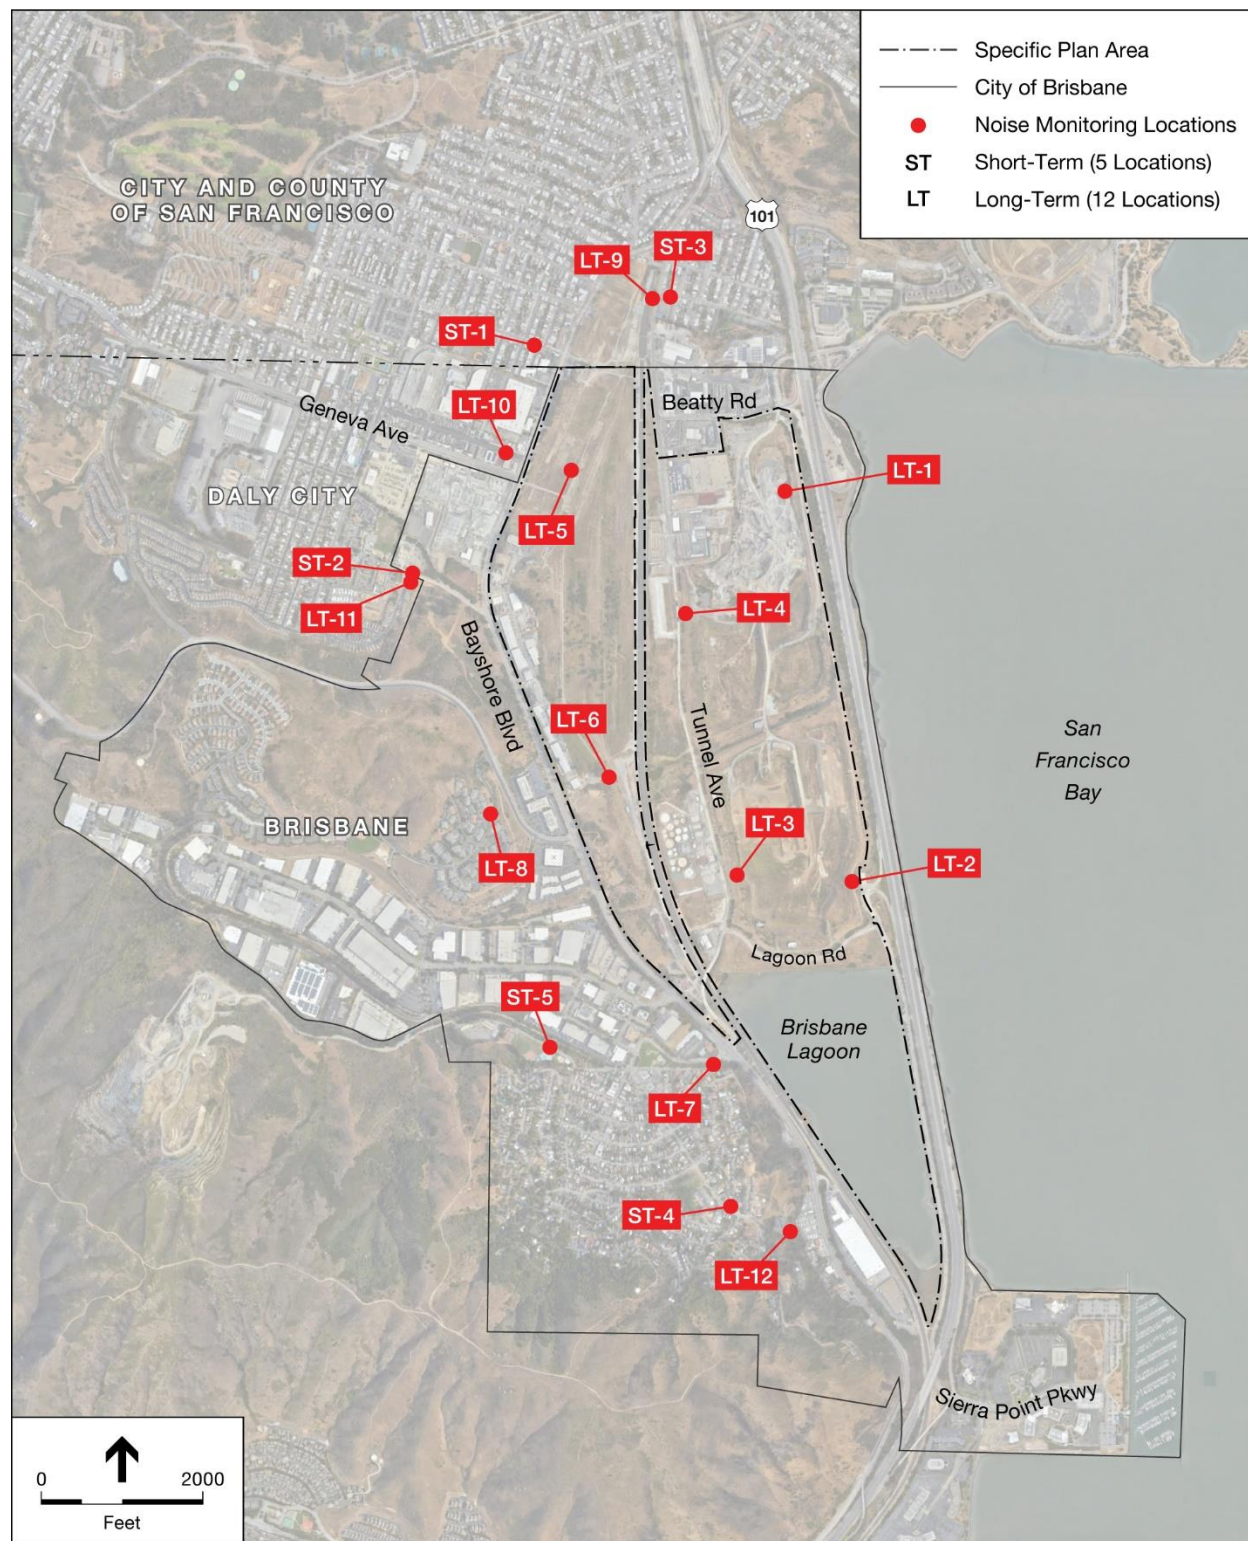 Specific Plan Area
City of Brisbane
Noise Monitoring Locations
ST Short-Term (5 Locations)
LT Long-Term (12 Locations)
CITY AND COUNTY
OF SAN FRANCISCO
101
LT-9
ST-3
ST-1
Beatty Rd
Geneva Ave
LT-10
LT-1
DALY CITY
LT-5
ST-2
LT-11
LT-4
Bayshore Blvd
LT-6
Tunnel Ave
San
Francisco
Bay
BRISBANE
LT-3
LT-8
LT-2
Lagoon Rd
ST-5
Brisbane
Lagoon
LT-7
ST-4
LT-12
Sierra Point Pkwy
0 2000
Feet